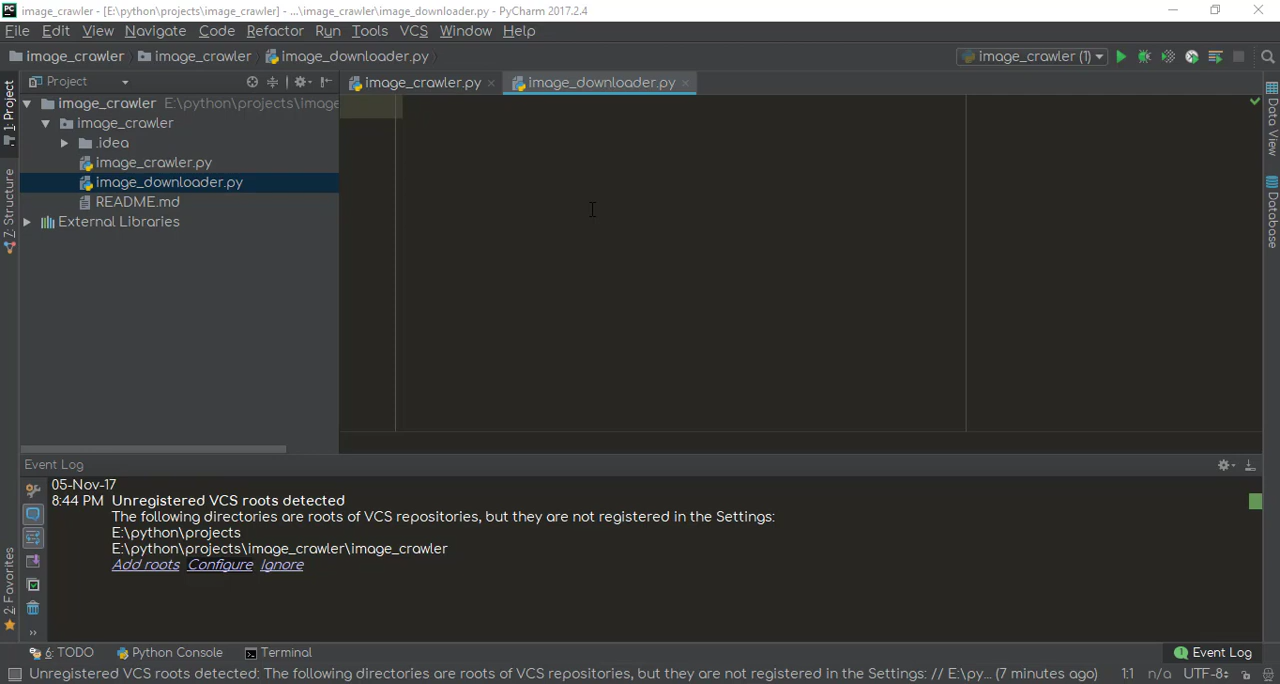 image_crawler - [E:\python\projects\image_crawler] - ...\image_crawler\image_downloader.py - PyCharm 2017.2.4
File Edit View Navigate Code Refactor Run Tools VCS Window Help
image_crawler image_crawler image_downloader.py image_crawler (1)
1: Project
Project
image_crawler.py
image_downloader.py
image_crawler E:\python\projects\image
image_crawler
.idea
image_crawler.py
image_downloader.py
README.md
External Libraries
7: Structure
2: Favorites
Data View
Database
Event Log
05-Nov-17
8:44 PM Unregistered VCS roots detected
The following directories are roots of VCS repositories, but they are not registered in the Settings:
E:\python\projects
E:\python\projects\image_crawler\image_crawler
Add roots Configure Ignore
6: TODO Python Console Terminal 1 Event Log
Unregistered VCS roots detected: The following directories are roots of VCS repositories, but they are not registered in the Settings: // E:\py... (7 minutes ago) 1:1 n/a UTF-8